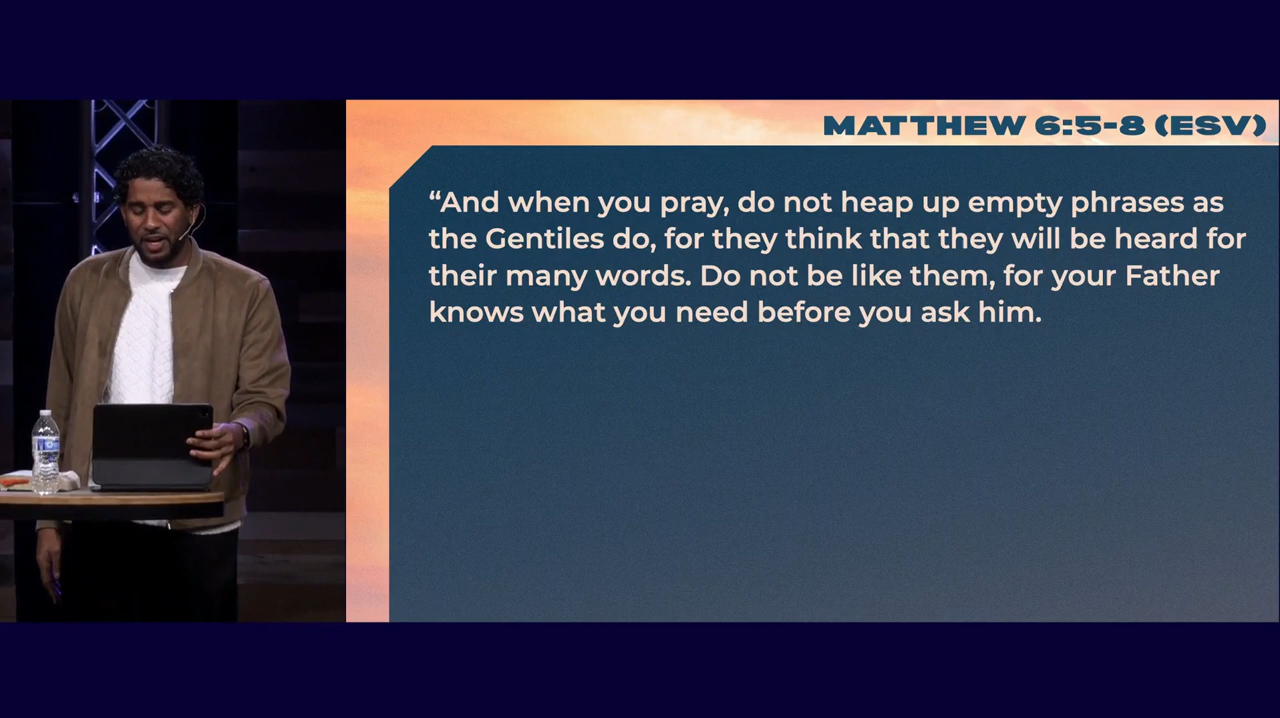 MATTHEW 6:5-8 (ESV)
“And when you pray, do not heap up empty phrases as
the Gentiles do, for they think that they will be heard for
their many words. Do not be like them, for your Father
knows what you need before you ask him.